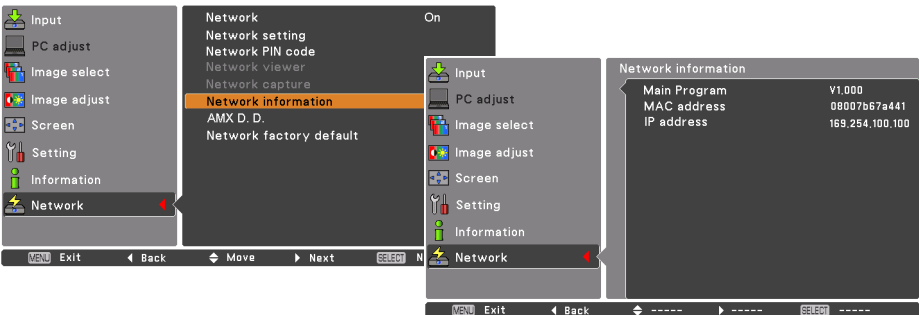 Input
PC adjust
Image select
Image adjust
Screen
Setting
Information
Network
Network On
Network setting
Network PIN code
Network viewer
Network capture
Network information
AMX D. D.
Network factory default
MENU Exit Back Move Next SELECT N
Input
PC adjust
Image select
Image adjust
Screen
Setting
Information
Network
Network information
Main Program V1,000
MAC address 08007b67a441
IP address 169,254,100,100
MENU Exit Back ----- ----- SELECT -----